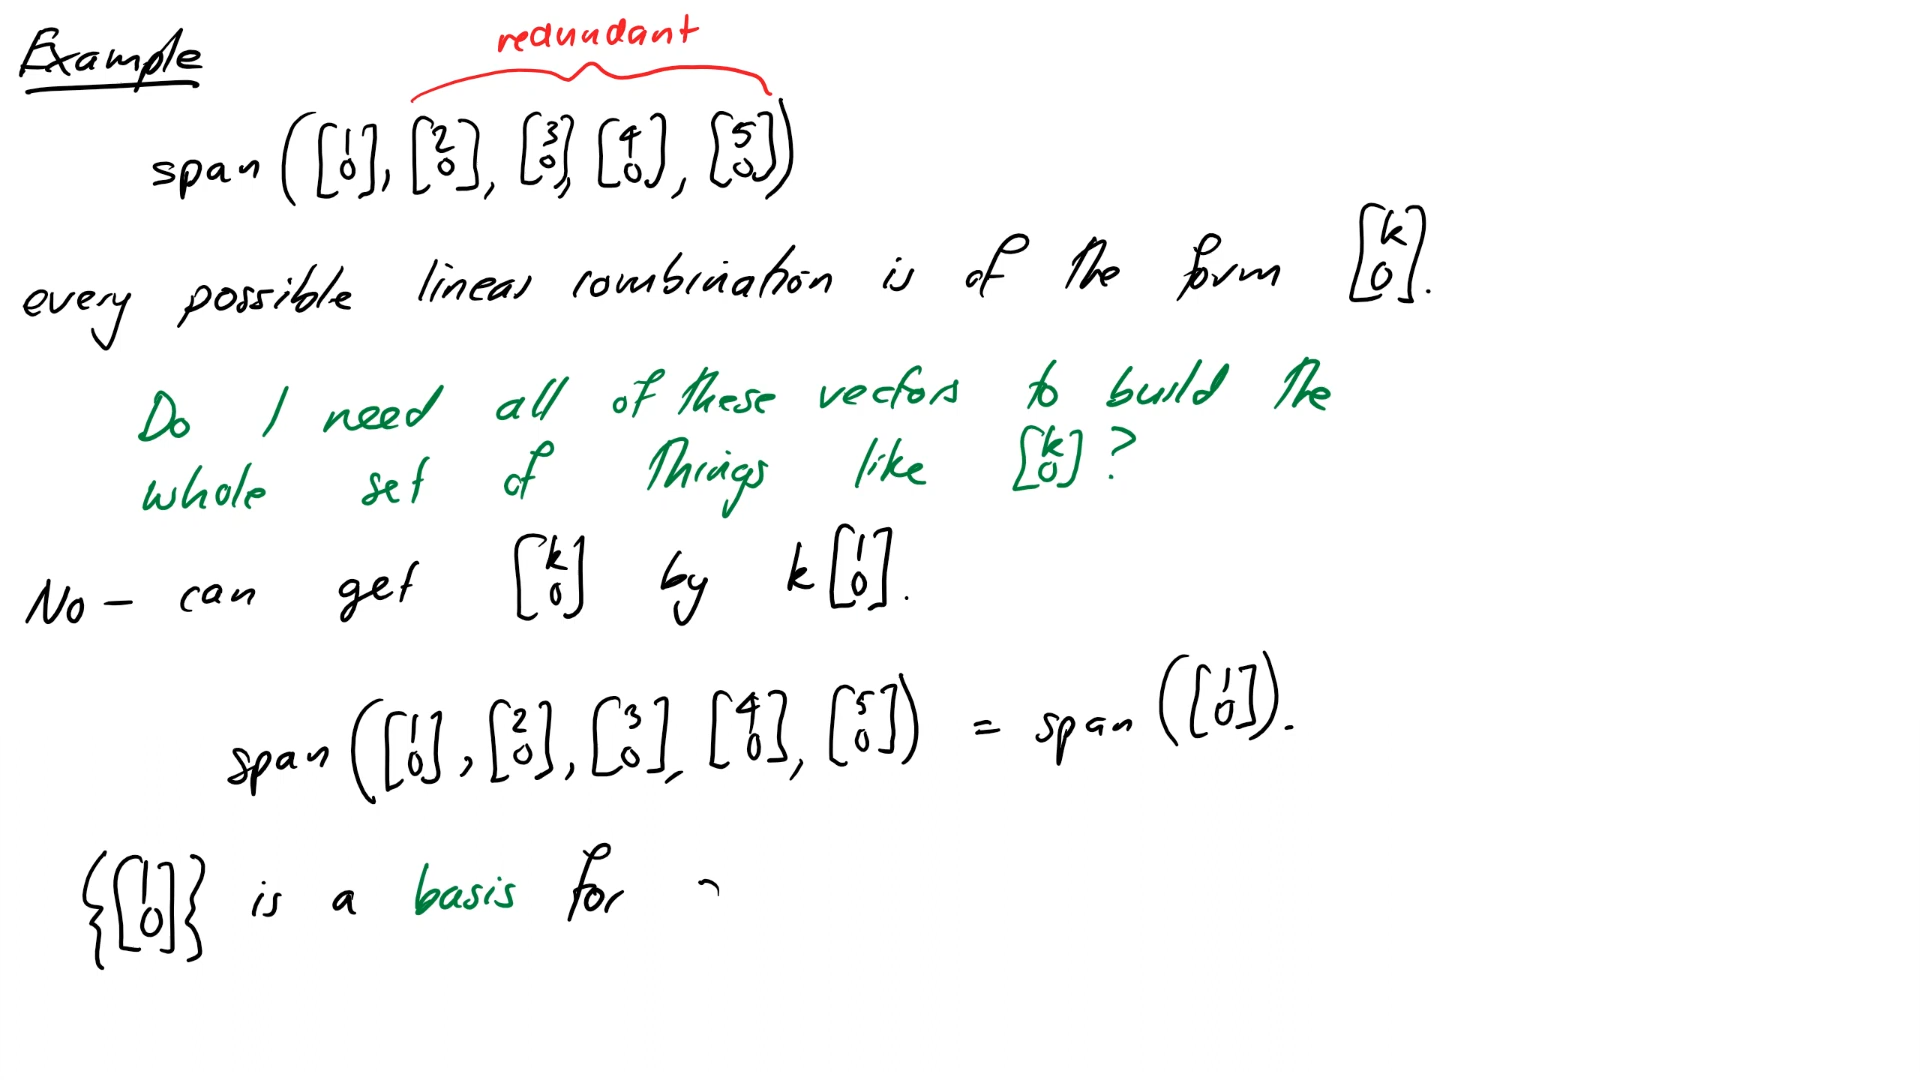 Example
redundant
span ([1 0], [2 0], [3 0], [4 0], [5 0])
every possible linear combination is of the form [k 0].
Do I need all of these vectors to build the
whole set of things like [k 0]?
No - can get [k 0] by k[1 0].
span ([1 0], [2 0], [3 0], [4 0], [5 0]) = span ([1 0]).
{[1 0]} is a basis for